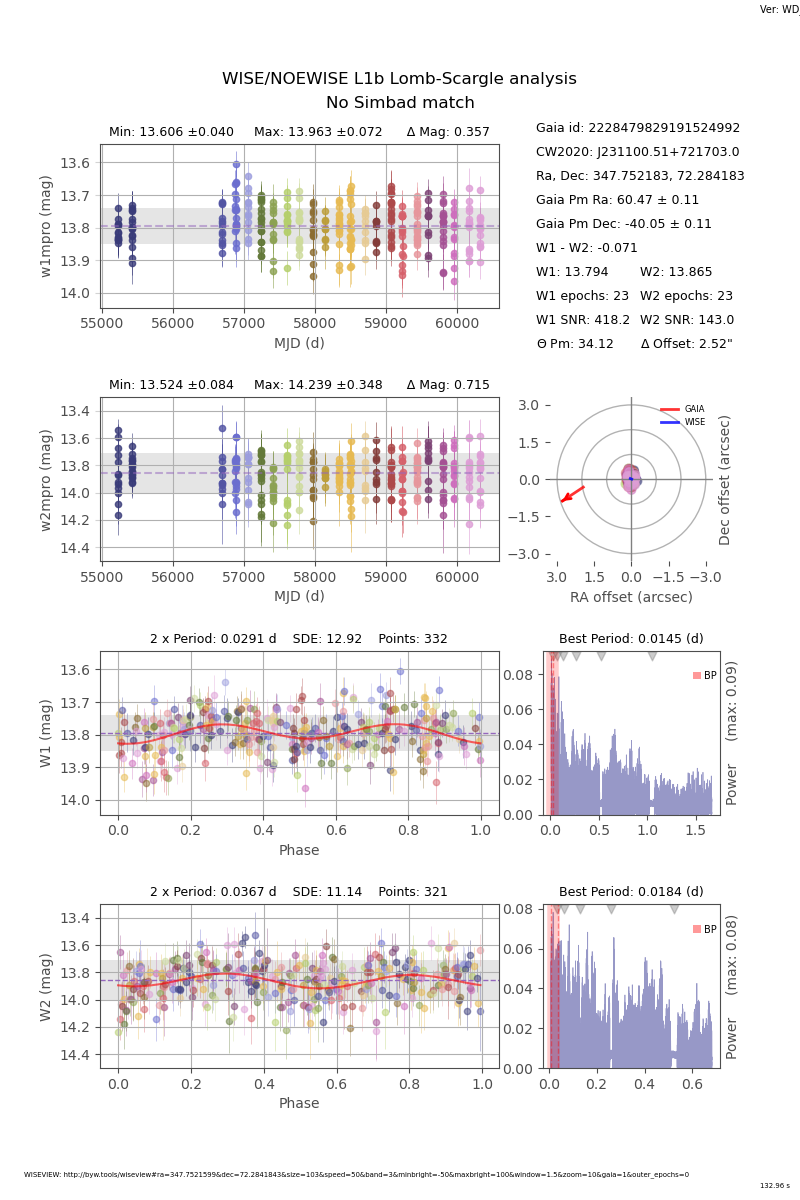 Ver: WD_
WISE/NOEWISE L1b Lomb-Scargle analysis
No Simbad match
Min: 13.606 ±0.040 Max: 13.963 ±0.072 Δ Mag: 0.357
w1mpro (mag)
13.6
13.7
13.8
13.9
14.0
55000 56000 57000 58000 59000 60000
MJD (d)
Gaia id: 2228479829191524992
CW2020: J231100.51+721703.0
Ra, Dec: 347.752183, 72.284183
Gaia Pm Ra: 60.47 ± 0.11
Gaia Pm Dec: -40.05 ± 0.11
W1 - W2: -0.071
W1: 13.794 W2: 13.865
W1 epochs: 23 W2 epochs: 23
W1 SNR: 418.2 W2 SNR: 143.0
Θ Pm: 34.12 Δ Offset: 2.52"
Min: 13.524 ±0.084 Max: 14.239 ±0.348 Δ Mag: 0.715
w2mpro (mag)
13.4
13.6
13.8
14.0
14.2
14.4
55000 56000 57000 58000 59000 60000
MJD (d)
GAIA
WISE
3.0
1.5
0.0
−1.5
−3.0
3.0 1.5 0.0 −1.5 −3.0
RA offset (arcsec)
Dec offset (arcsec)
2 x Period: 0.0291 d SDE: 12.92 Points: 332
W1 (mag)
13.6
13.7
13.8
13.9
14.0
0.0 0.2 0.4 0.6 0.8 1.0
Phase
Best Period: 0.0145 (d)
BP
0.08
0.06
0.04
0.02
0.00
0.0 0.5 1.0 1.5
Power (max: 0.09)
2 x Period: 0.0367 d SDE: 11.14 Points: 321
W2 (mag)
13.4
13.6
13.8
14.0
14.2
14.4
0.0 0.2 0.4 0.6 0.8 1.0
Phase
Best Period: 0.0184 (d)
BP
0.08
0.06
0.04
0.02
0.00
0.0 0.2 0.4 0.6
Power (max: 0.08)
WISEVIEW: http://byw.tools/wiseview#ra=347.7521599&dec=72.2841843&size=103&speed=50&band=3&minbright=-50&maxbright=100&window=1.5&zoom=10&gaia=1&outer_epochs=0
132.96 s